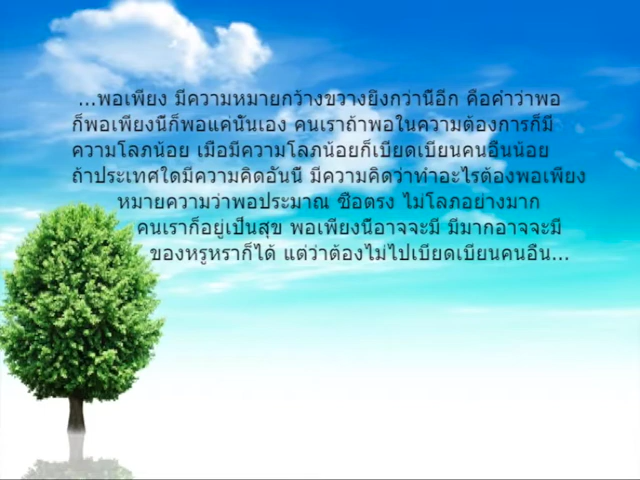 ...พอเพียง มีความหมายกว้างขวางยิ่งกว่านี้อีก คือคำว่าพอ
ก็พอเพียงนี้ก็พอแค่นั้นเอง คนเราถ้าพอในความต้องการก็มี
ความโลภน้อย เมื่อมีความโลภน้อยก็เบียดเบียนคนอื่นน้อย
ถ้าประเทศใดมีความคิดอันนี้ มีความคิดว่าทำอะไรต้องพอเพียง
หมายความว่าพอประมาณ ซื่อตรง ไม่โลภอย่างมาก
คนเราก็อยู่เป็นสุข พอเพียงนี้อาจจะมี มีมากอาจจะมี
ของหรูหราก็ได้ แต่ว่าต้องไม่ไปเบียดเบียนคนอื่น...